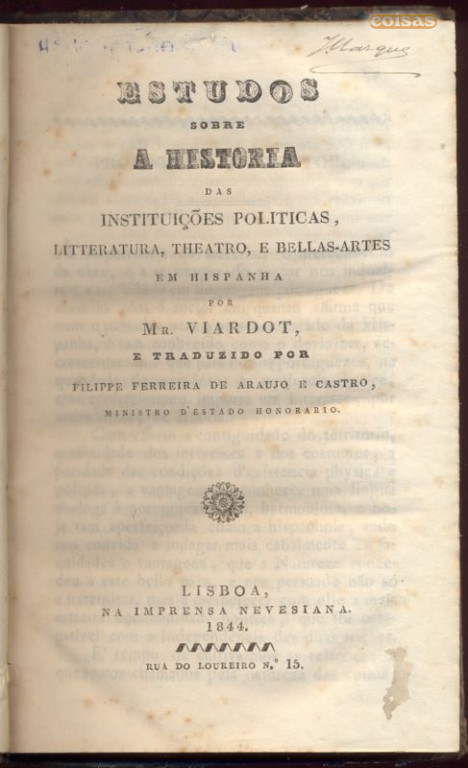 coisas
JMarques
ESTUDOS
SOBRE
A HISTORIA
DAS
INSTITUIÇÕES POLITICAS,
LITTERATURA, THEATRO, E BELLAS-ARTES
EM HISPANHA
POR
MR. VIARDOT,
E TRADUZIDO POR
FILIPPE FERREIRA DE ARAUJO E CASTRO,
MINISTRO D'ESTADO HONORARIO.
LISBOA,
NA IMPRENSA NEVESIANA.
1844.
RUA DO LOUREIRO N.º 15.